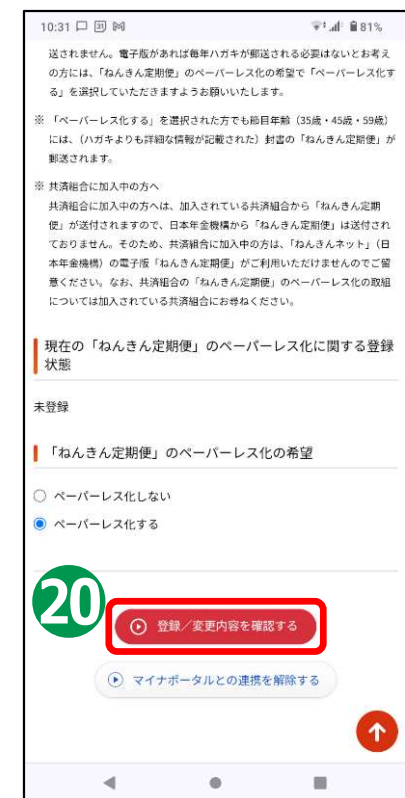 10:31 31 81%
送されません。電子版があれば毎年ハガキが郵送される必要はないとお考え
の方には、「ねんきん定期便」のペーパーレス化の希望で「ペーパーレス化す
る」を選択していただきますようお願いいたします。
※ 「ペーパーレス化する」を選択された方でも節目年齢（35歳・45歳・59歳）
には、（ハガキよりも詳細な情報が記載された）封書の「ねんきん定期便」が
郵送されます。
※ 共済組合に加入中の方へ
共済組合に加入中の方へは、加入されている共済組合から「ねんきん定期
便」が送付されますので、日本年金機構から「ねんきん定期便」は送付され
ておりません。そのため、共済組合に加入中の方は、「ねんきんネット」（日
本年金機構）の電子版「ねんきん定期便」がご利用いただけませんのでご留
意ください。なお、共済組合の「ねんきん定期便」のペーパーレス化の取組
については加入されている共済組合にお尋ねください。
現在の「ねんきん定期便」のペーパーレス化に関する登録
状態
未登録
「ねんきん定期便」のペーパーレス化の希望
ペーパーレス化しない
ペーパーレス化する
20
登録／変更内容を確認する
マイナポータルとの連携を解除する